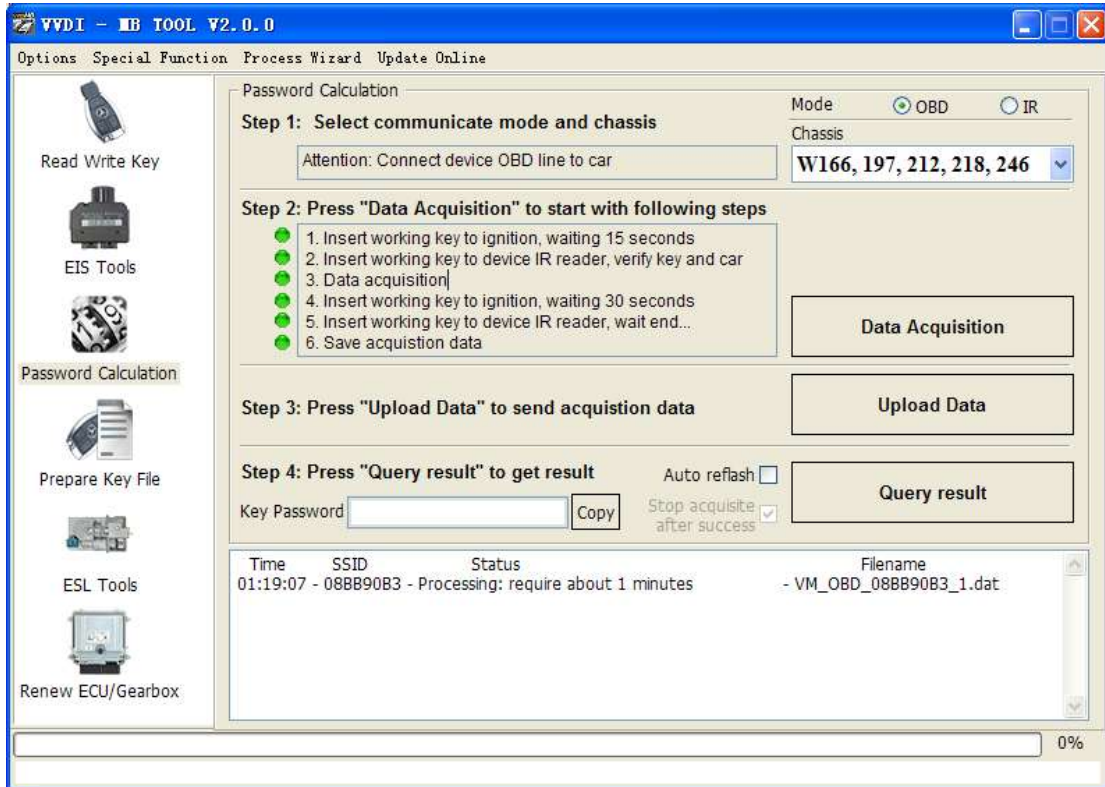 VVDI - MB TOOL V2.0.0
Options Special Function Process Wizard Update Online
Read Write Key
EIS Tools
Password Calculation
Prepare Key File
ESL Tools
Renew ECU/Gearbox
Password Calculation
Mode OBD IR
Step 1: Select communicate mode and chassis
Chassis
Attention: Connect device OBD line to car
W166, 197, 212, 218, 246
Step 2: Press "Data Acquisition" to start with following steps
1. Insert working key to ignition, waiting 15 seconds
2. Insert working key to device IR reader, verify key and car
3. Data acquisition
4. Insert working key to ignition, waiting 30 seconds
5. Insert working key to device IR reader, wait end...
6. Save acquistion data
Data Acquisition
Step 3: Press "Upload Data" to send acquistion data
Upload Data
Step 4: Press "Query result" to get result
Auto reflash
Query result
Key Password
Copy
Stop acquisite
after success
Time SSID Status Filename
01:19:07 - 08BB90B3 - Processing: require about 1 minutes - VM_OBD_08BB90B3_1.dat
0%